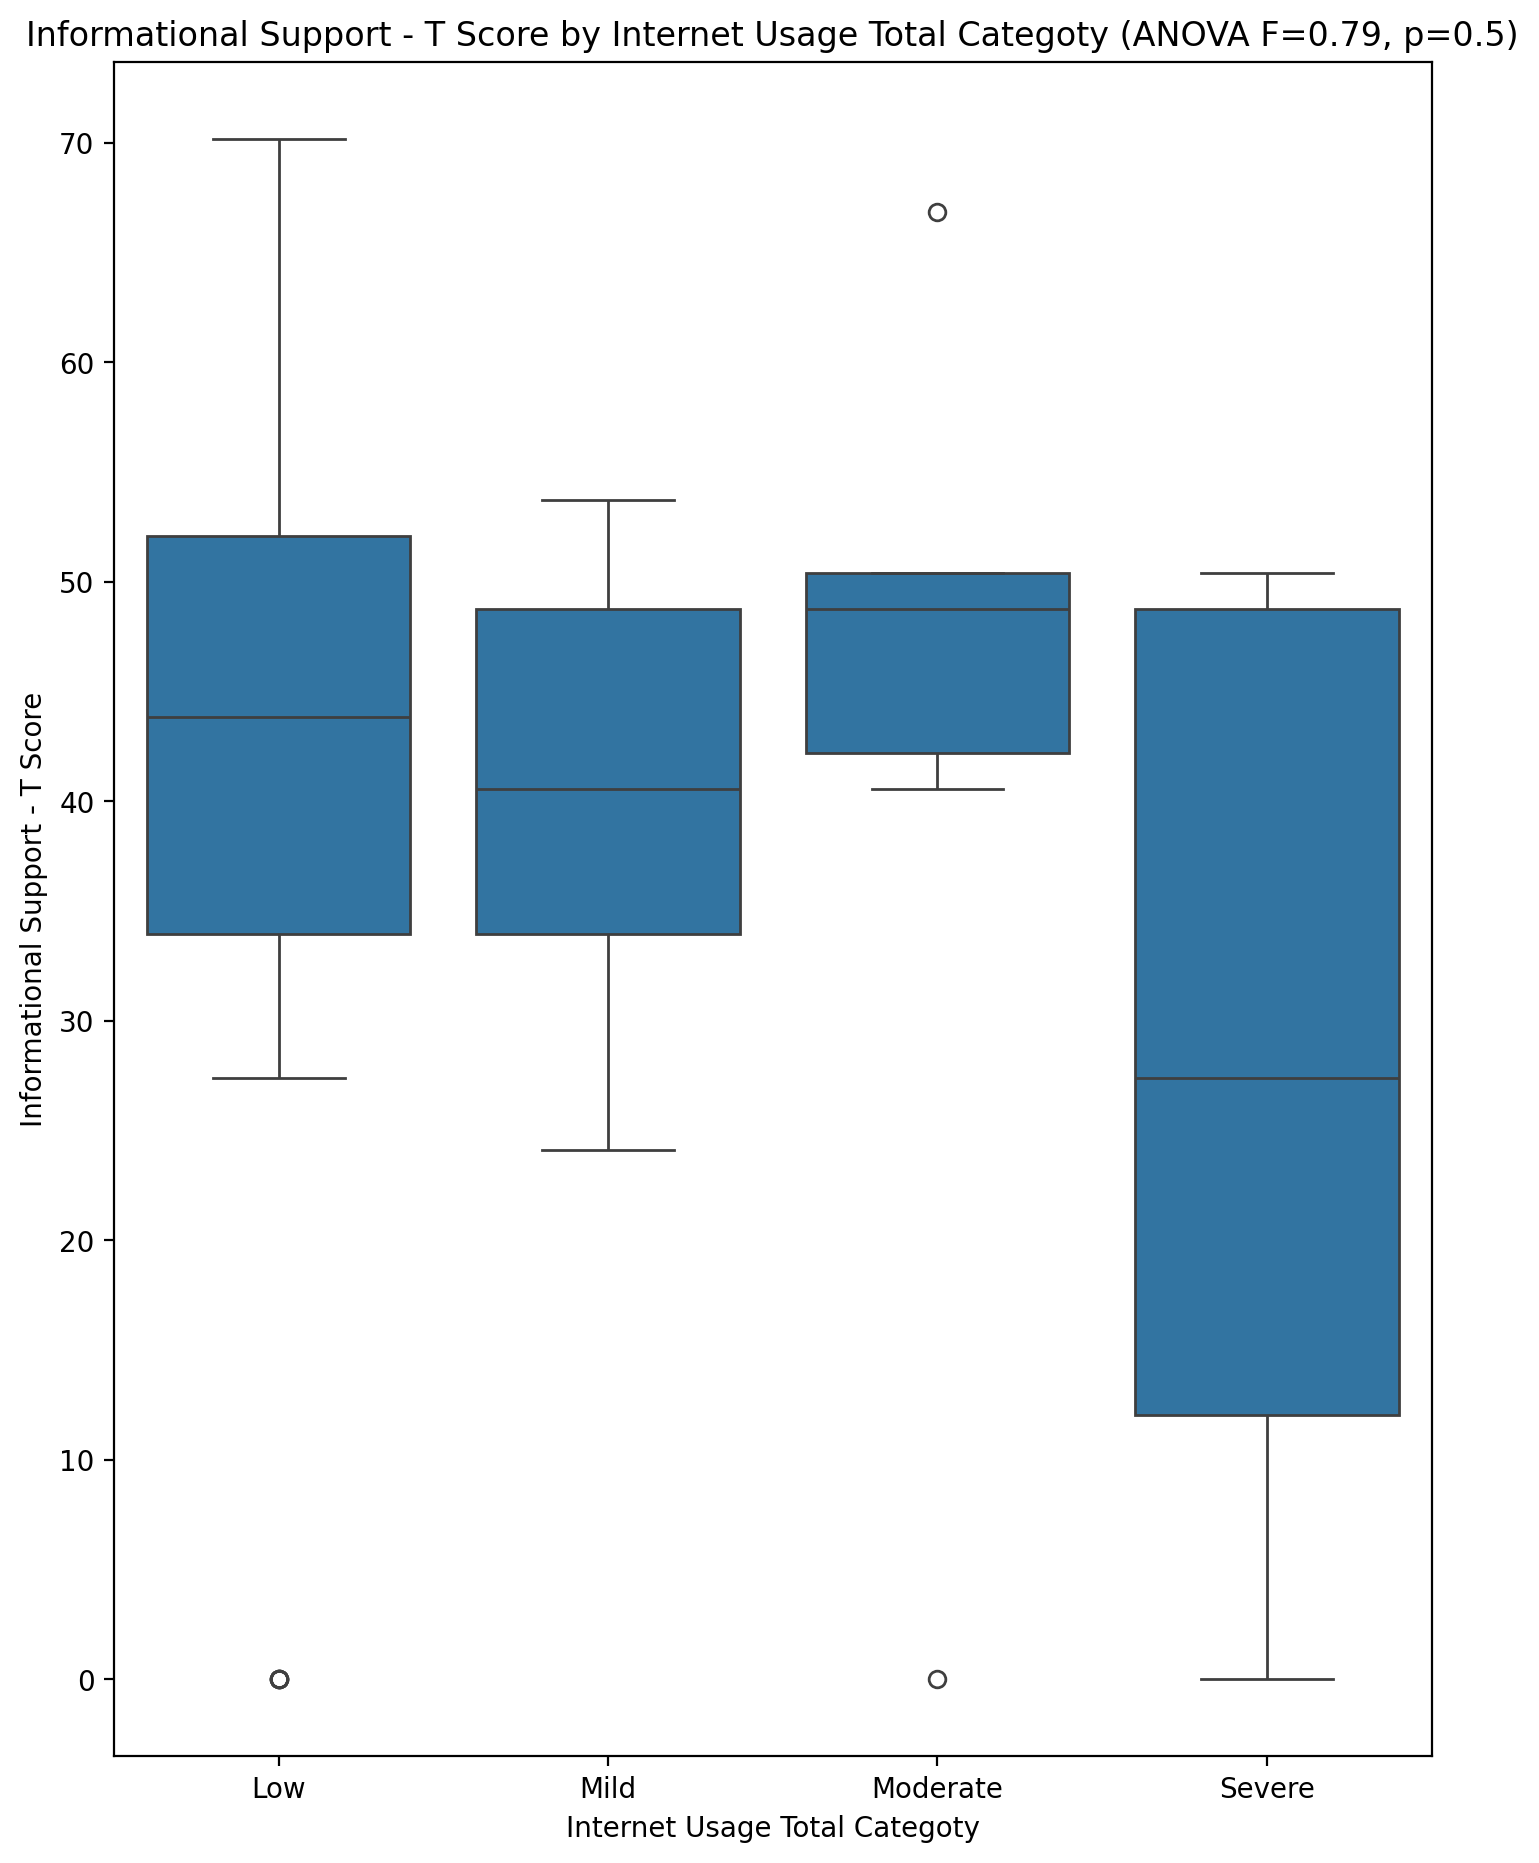 Informational Support - T Score by Internet Usage Total Categoty (ANOVA F=0.79, p=0.5)
Informational Support - T Score
70
60
50
40
30
20
10
0
Low Mild Moderate Severe
Internet Usage Total Categoty